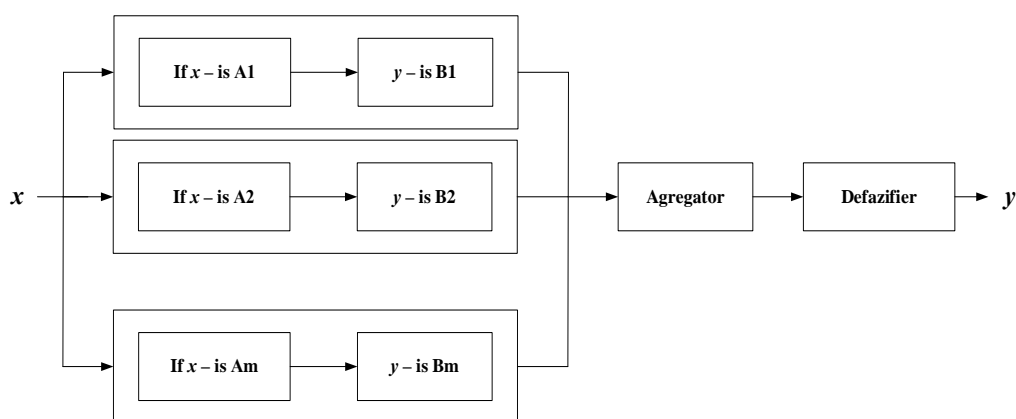 If x – is A1
y – is B1
x
If x – is A2
y – is B2
Agregator
Defazifier
y
If x – is Am
y – is Bm